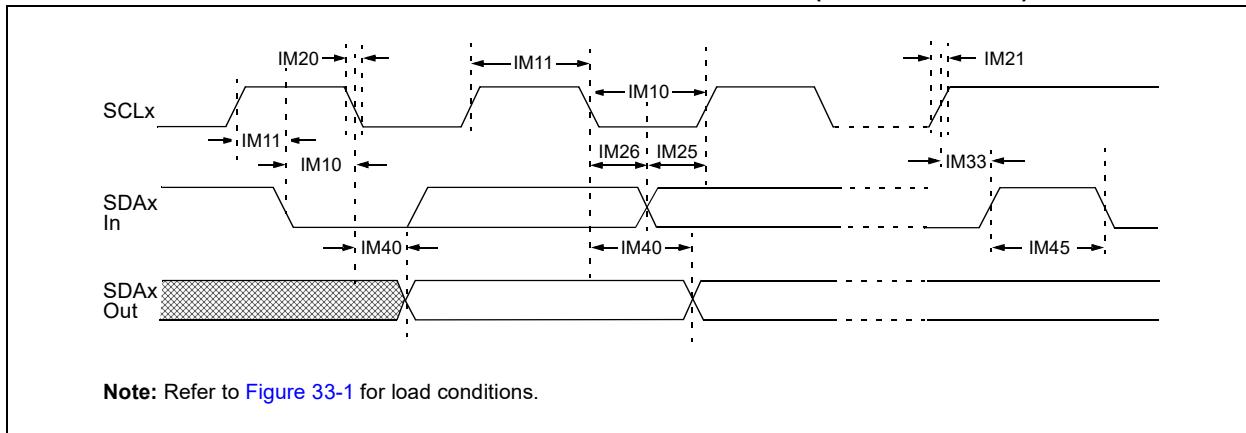 IM20
IM11
IM21
SCLx
IM10
IM11
IM10
IM26
IM25
IM33
SDAx
In
IM40
IM40
IM45
SDAx
Out
Note: Refer to Figure 33-1 for load conditions.